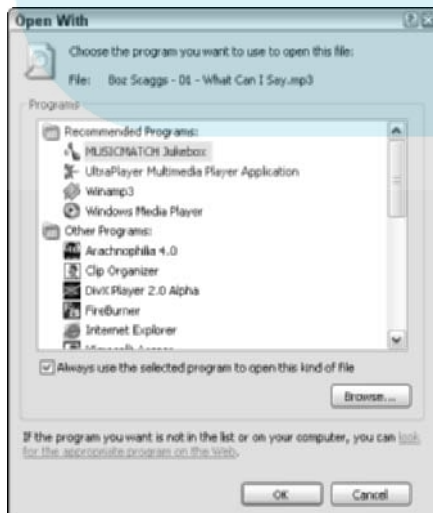 Open With
Choose the program you want to use to open this file:
File: Boz Scaggs - 01 - What Can I Say.mp3
Programs
Recommended Programs:
MUSICMATCH Jukebox
UltraPlayer Multimedia Player Application
Winamp3
Windows Media Player
Other Programs:
Arachnophilia 4.0
Clip Organizer
DivX Player 2.0 Alpha
FireBurner
Internet Explorer
Always use the selected program to open this kind of file
Browse...
If the program you want is not in the list or on your computer, you can look
for the appropriate program on the Web.
OK Cancel